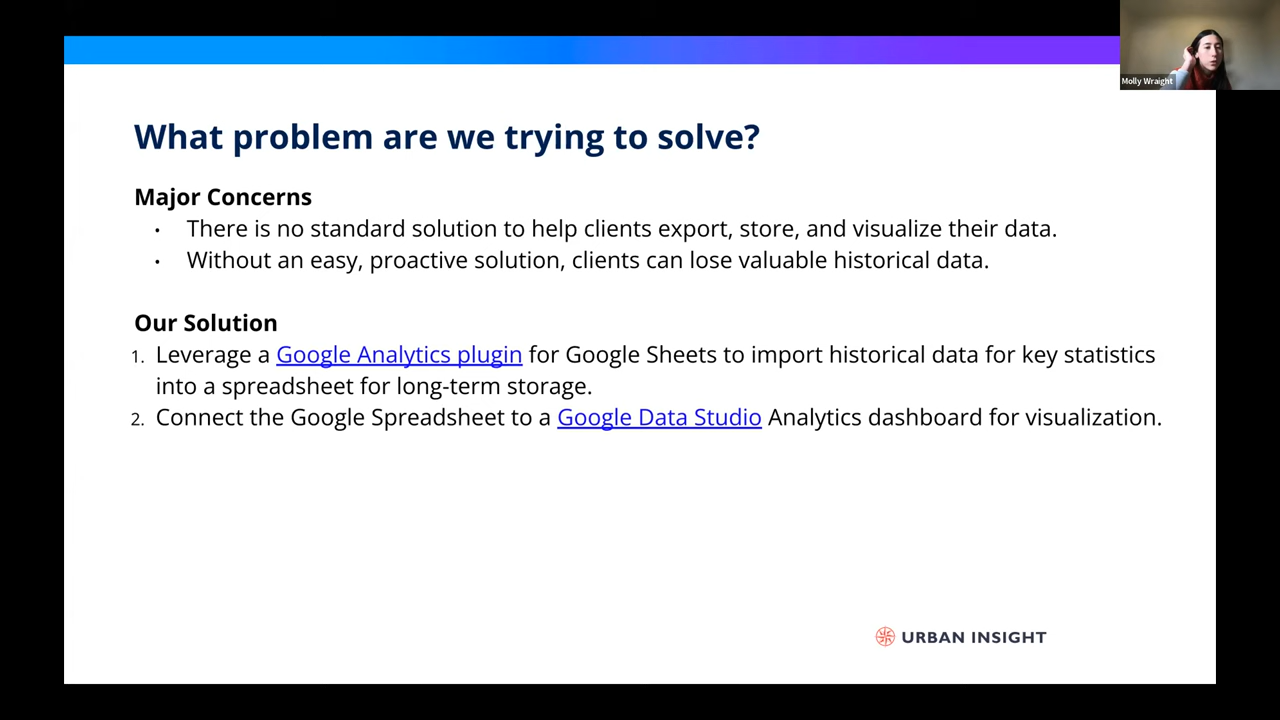 Molly Wraight
What problem are we trying to solve?
Major Concerns
• There is no standard solution to help clients export, store, and visualize their data.
• Without an easy, proactive solution, clients can lose valuable historical data.
Our Solution
1. Leverage a Google Analytics plugin for Google Sheets to import historical data for key statistics
into a spreadsheet for long-term storage.
2. Connect the Google Spreadsheet to a Google Data Studio Analytics dashboard for visualization.
URBAN INSIGHT